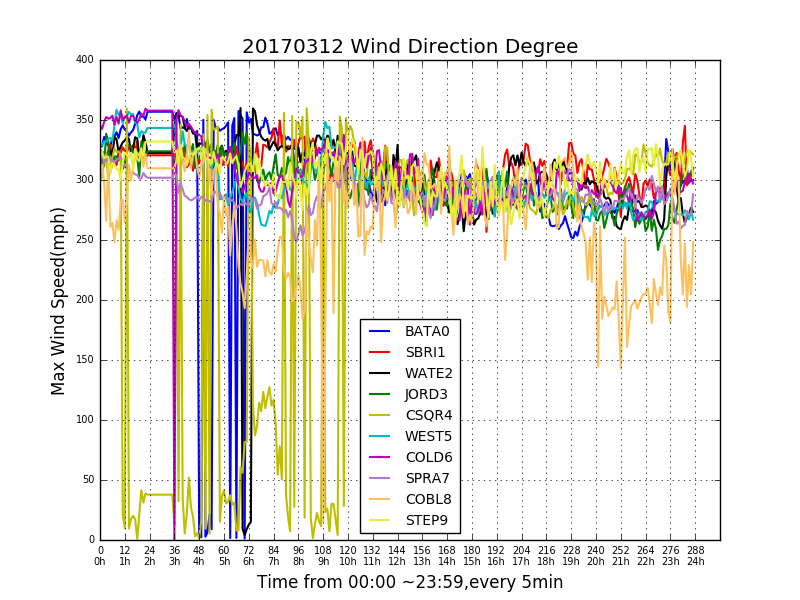 20170312 Wind Direction Degree
400
350
300
250
200
150
100
50
0
Max Wind Speed(mph)
BATA0
SBRI1
WATE2
JORD3
CSQR4
WEST5
COLD6
SPRA7
COBL8
STEP9
0 12 24 36 48 60 72 84 96 108 120 132 144 156 168 180 192 204 216 228 240 252 264 276 288
0h 1h 2h 3h 4h 5h 6h 7h 8h 9h 10h 11h 12h 13h 14h 15h 16h 17h 18h 19h 20h 21h 22h 23h 24h
Time from 00:00 ~23:59,every 5min